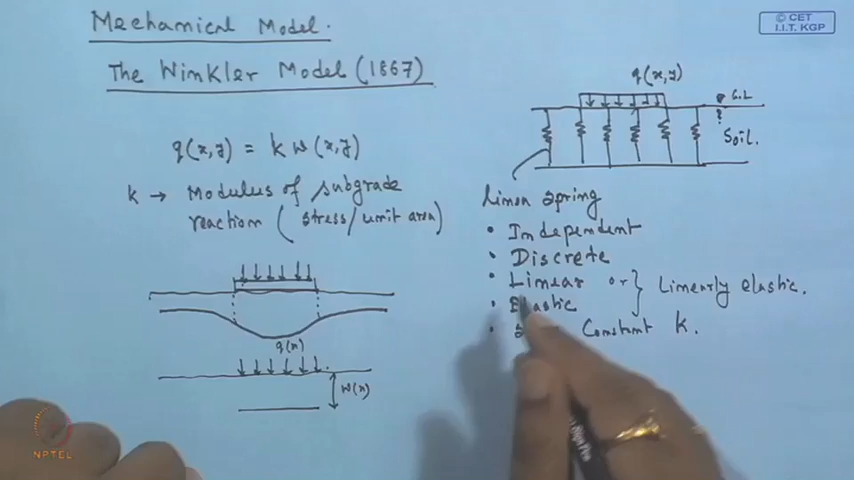 Mechanical Model.
© CET
I.I.T. KGP
The Winkler Model (1867)
q(x,y)
G.L
Soil.
q(x,y) = k w(x,y)
k → Modulus of subgrade
reaction (stress/unit area)
linear spring
• Independent
• Discrete
• Linear or } Linearly elastic.
• Elastic
• Constant k.
q(x)
w(x)
NPTEL